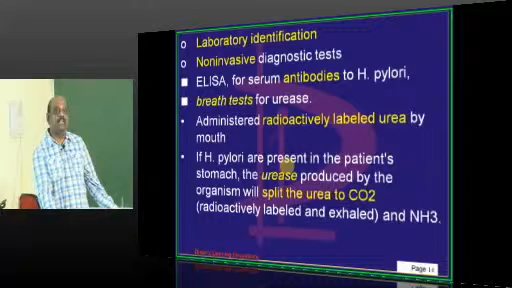 Laboratory identification
Noninvasive diagnostic tests
ELISA, for serum antibodies to H. pylori,
breath tests for urease.
Administered radioactively labeled urea by
mouth
If H. pylori are present in the patient's
stomach, the urease produced by the
organism will split the urea to CO2
(radioactively labeled and exhaled) and NH3.
Page 14